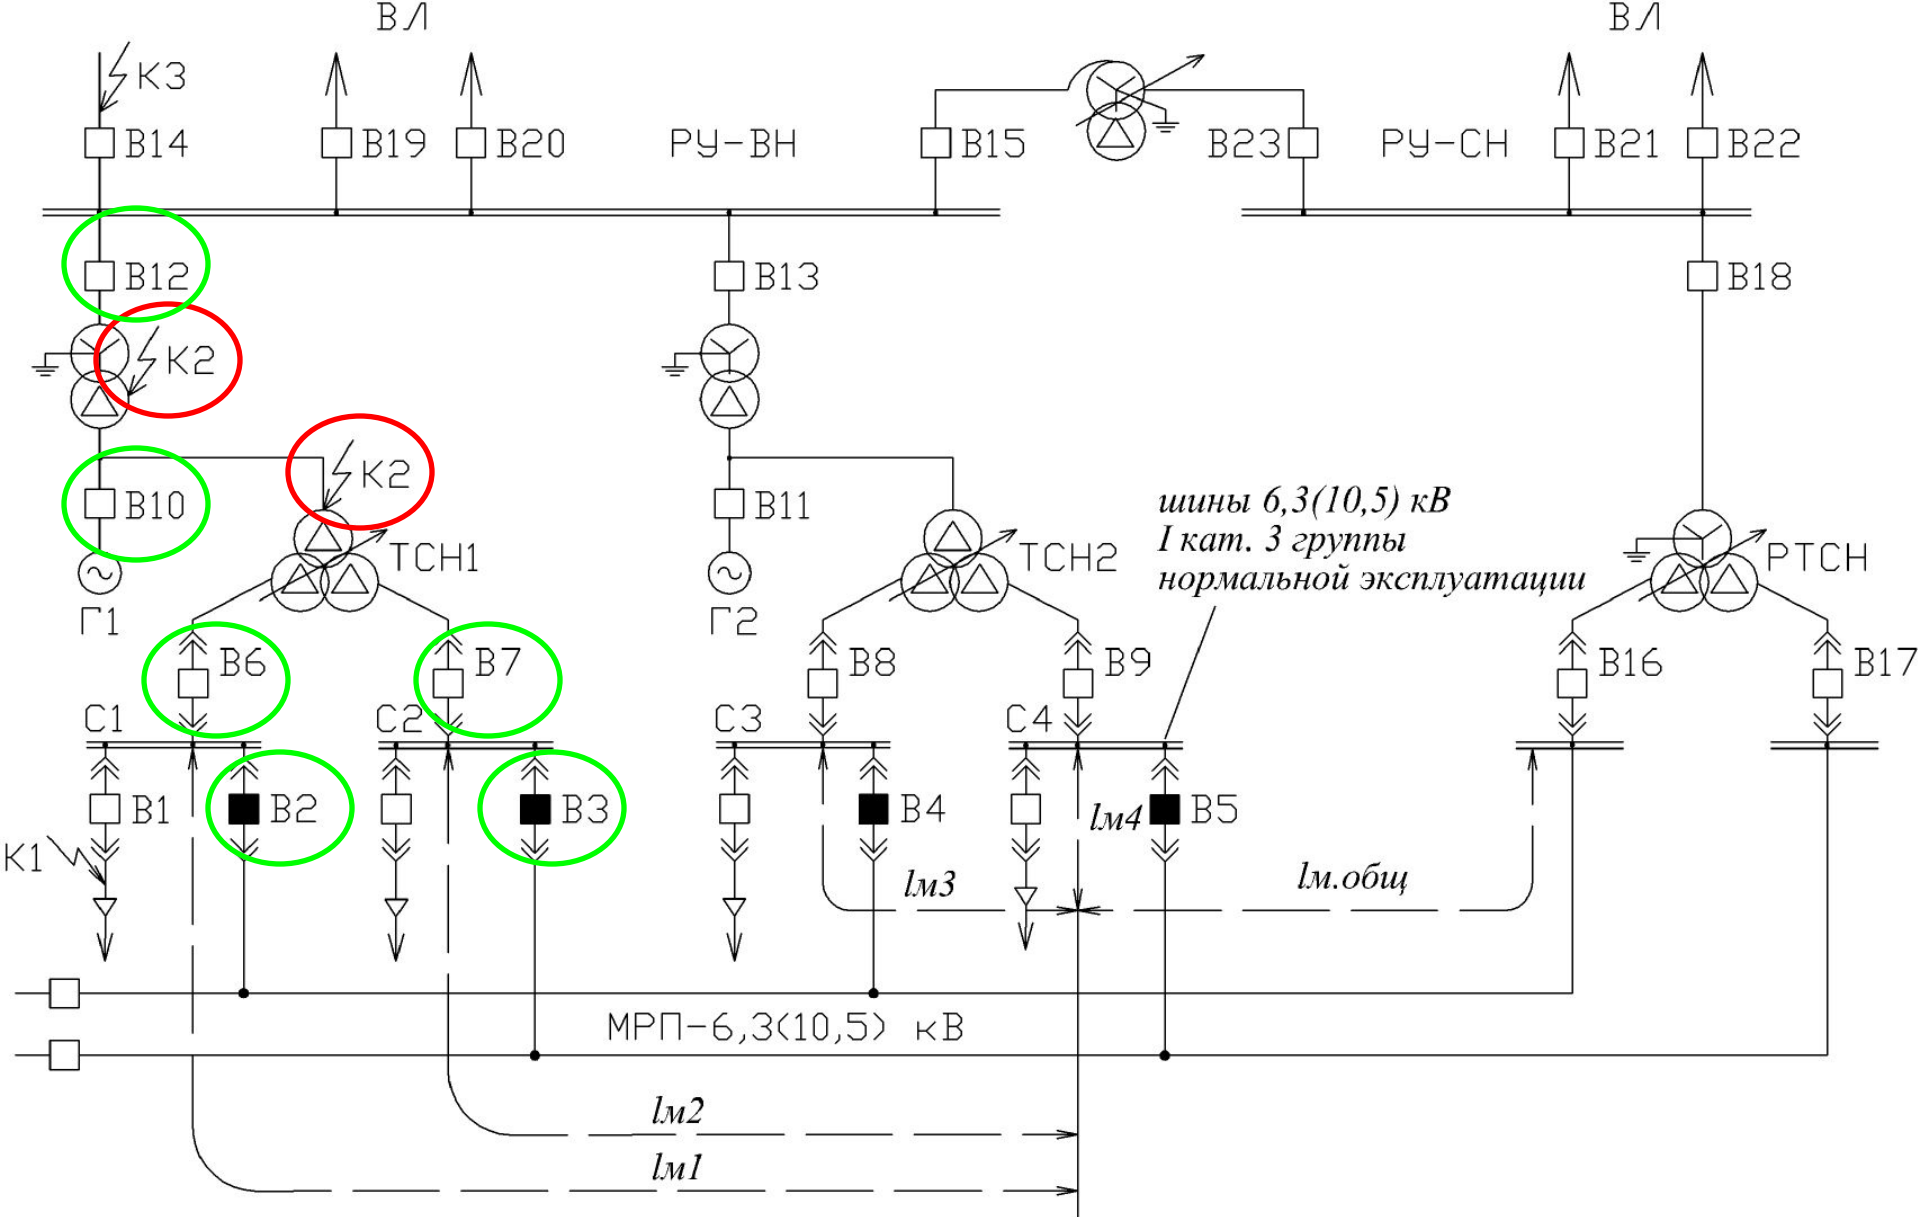 ВЛ
ВЛ
К3
В14
В19
В20
РУ-ВН
В15
В23
РУ-СН
В21
В22
В12
В13
В18
К2
К2
В10
В11
шины 6,3(10,5) кВ
I кат. 3 группы
нормальной эксплуатации
ТСН1
ТСН2
РТСН
Г1
Г2
В6
В7
В8
В9
В16
В17
С1
С2
С3
С4
В1
В2
В3
В4
lм4
В5
К1
lм3
lм.общ
МРП-6,3(10,5) кВ
lм2
lм1